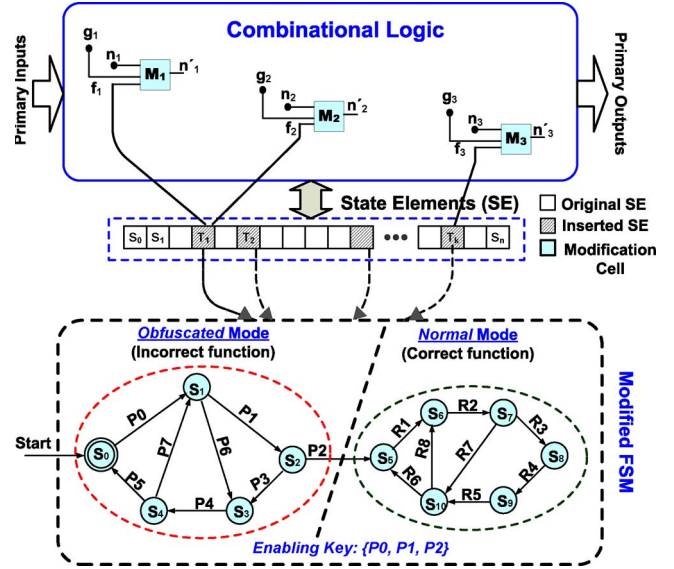 Combinational Logic
Primary Inputs
Primary Outputs
g1
n1
M1
n´1
f1
g2
n2
M2
n´2
f2
g3
n3
M3
n´3
f3
State Elements (SE)
Original SE
Inserted SE
Modification
Cell
S0 S1 T1 T2 ••• Tk Sn
Obfuscated Mode
(Incorrect function)
Normal Mode
(Correct function)
Modified FSM
Start
S0
S1
S2
S3
S4
P0
P1
P2
P3
P4
P5
P6
P7
S5
S6
S7
S8
S9
S10
R1
R2
R3
R4
R5
R6
R7
R8
Enabling Key: {P0, P1, P2}